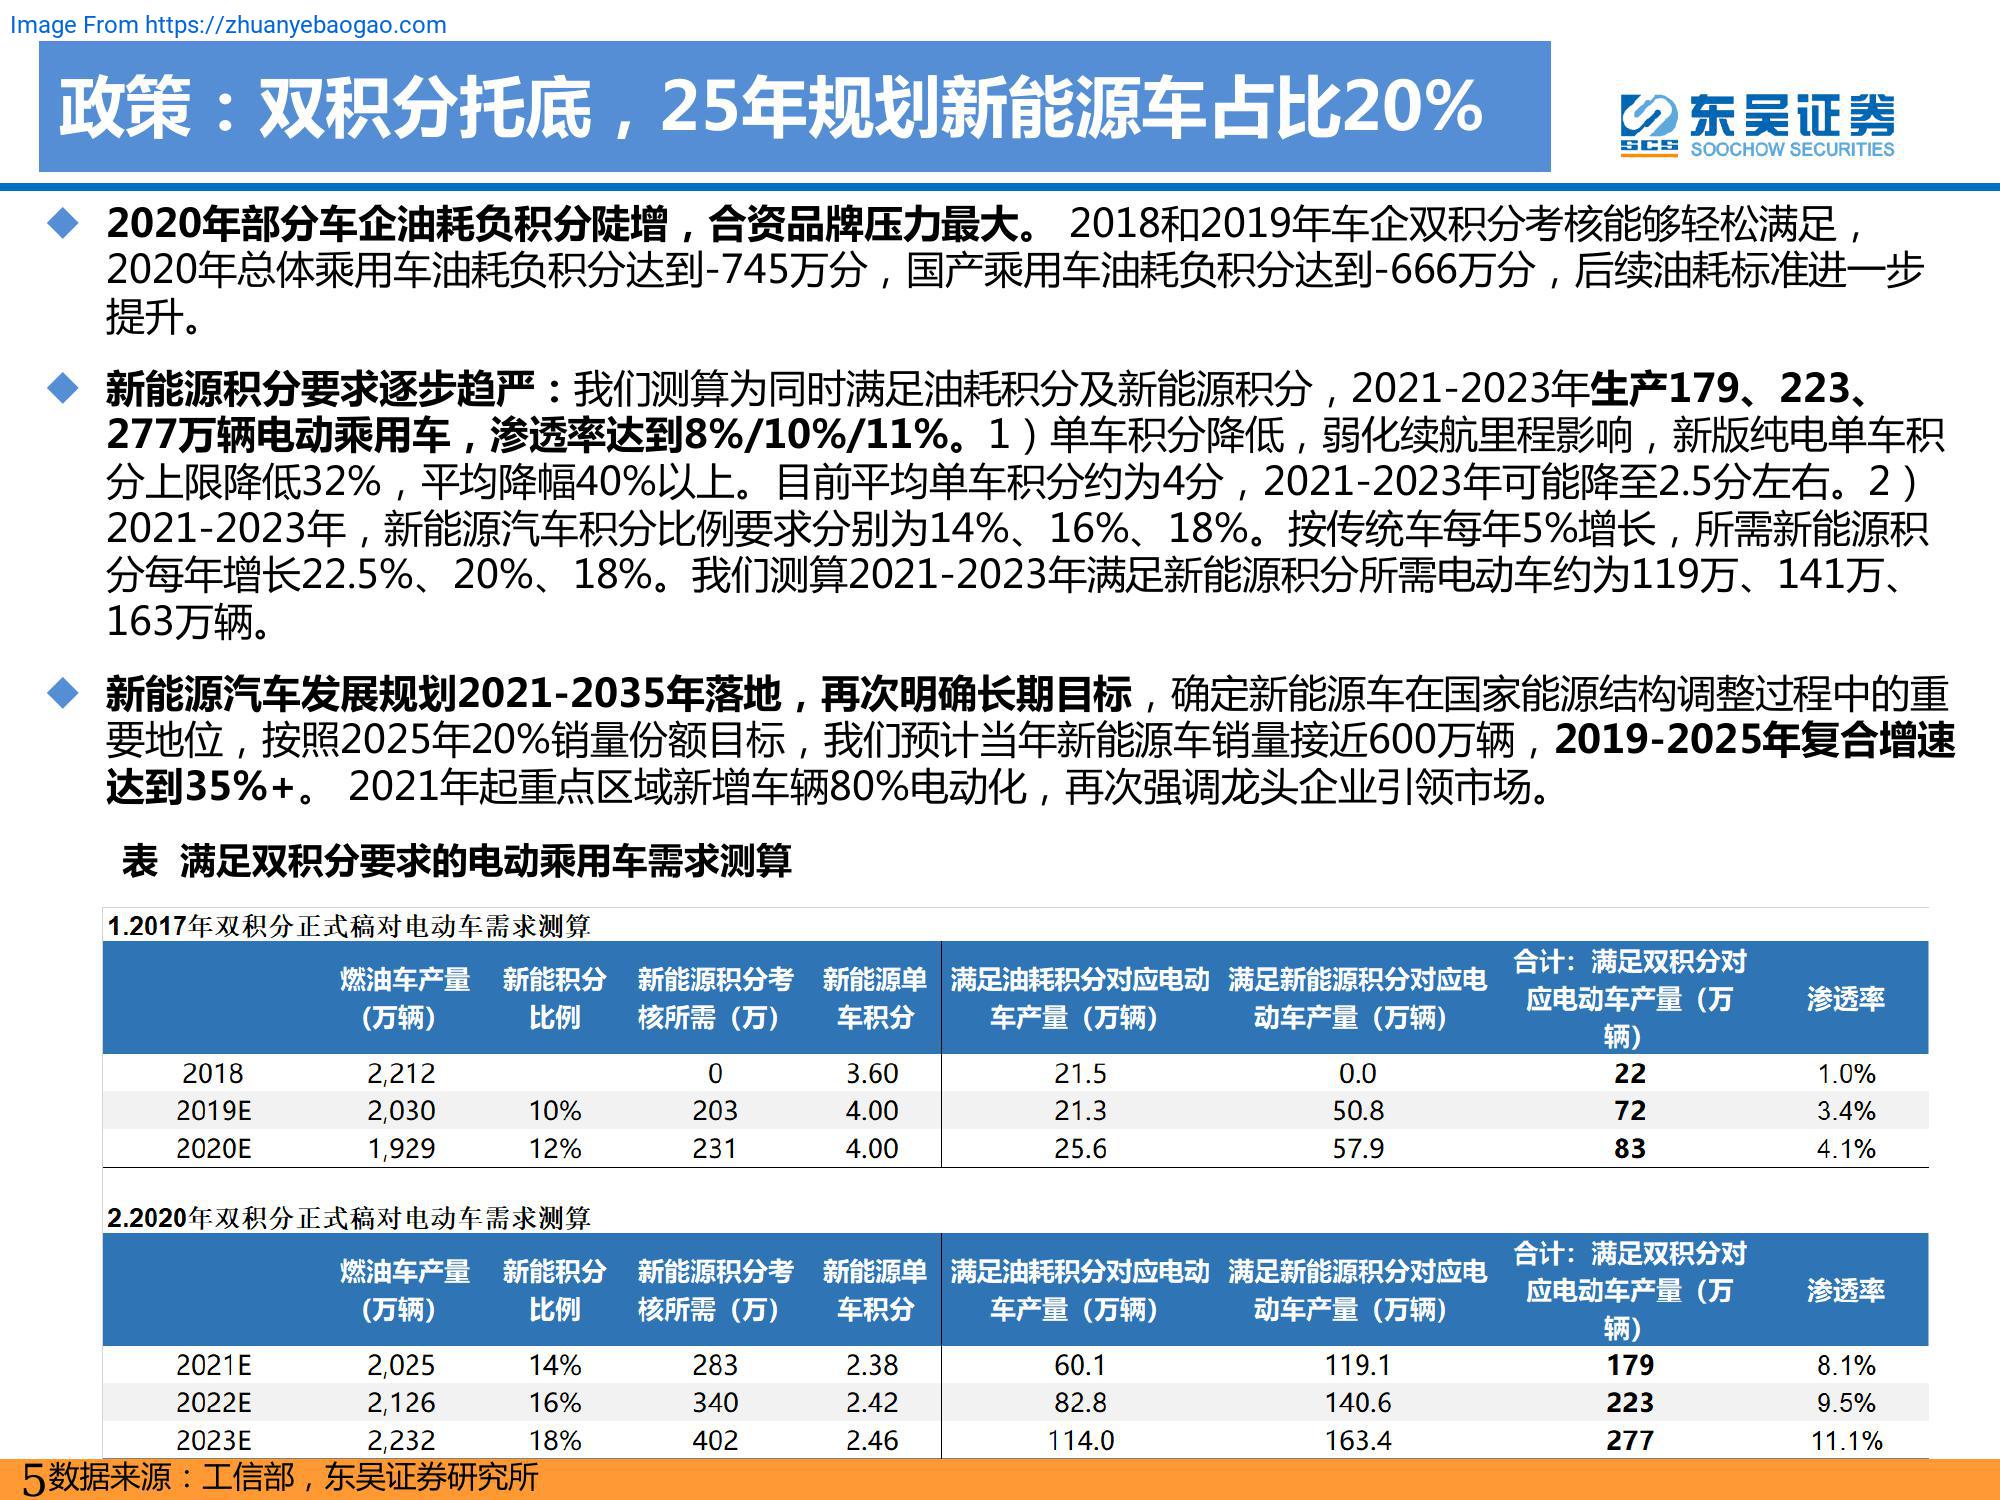 Image From https://zhuanyebaogao.com
政策：双积分托底，25年规划新能源车占比20%
东吴证券
SCS
SOOCHOW SECURITIES
◆ 2020年部分车企油耗负积分陡增，合资品牌压力最大。 2018和2019年车企双积分考核能够轻松满足，
2020年总体乘用车油耗负积分达到-745万分，国产乘用车油耗负积分达到-666万分，后续油耗标准进一步
提升。
◆ 新能源积分要求逐步趋严：我们测算为同时满足油耗积分及新能源积分，2021-2023年生产179、223、
277万辆电动乘用车，渗透率达到8%/10%/11%。1）单车积分降低，弱化续航里程影响，新版纯电单车积
分上限降低32%，平均降幅40%以上。目前平均单车积分约为4分，2021-2023年可能降至2.5分左右。2）
2021-2023年，新能源汽车积分比例要求分别为14%、16%、18%。按传统车每年5%增长，所需新能源积
分每年增长22.5%、20%、18%。我们测算2021-2023年满足新能源积分所需电动车约为119万、141万、
163万辆。
◆ 新能源汽车发展规划2021-2035年落地，再次明确长期目标，确定新能源车在国家能源结构调整过程中的重
要地位，按照2025年20%销量份额目标，我们预计当年新能源车销量接近600万辆，2019-2025年复合增速
达到35%+。 2021年起重点区域新增车辆80%电动化，再次强调龙头企业引领市场。
表 满足双积分要求的电动乘用车需求测算
1.2017年双积分正式稿对电动车需求测算
燃油车产量（万辆） 新能积分比例 新能源积分考核所需（万） 新能源单车积分 满足油耗积分对应电动车产量（万辆） 满足新能源积分对应电动车产量（万辆） 合计：满足双积分对应电动车产量（万辆） 渗透率
2018 2,212 0 3.60 21.5 0.0 22 1.0%
2019E 2,030 10% 203 4.00 21.3 50.8 72 3.4%
2020E 1,929 12% 231 4.00 25.6 57.9 83 4.1%
2.2020年双积分正式稿对电动车需求测算
燃油车产量（万辆） 新能积分比例 新能源积分考核所需（万） 新能源单车积分 满足油耗积分对应电动车产量（万辆） 满足新能源积分对应电动车产量（万辆） 合计：满足双积分对应电动车产量（万辆） 渗透率
2021E 2,025 14% 283 2.38 60.1 119.1 179 8.1%
2022E 2,126 16% 340 2.42 82.8 140.6 223 9.5%
2023E 2,232 18% 402 2.46 114.0 163.4 277 11.1%
5 数据来源：工信部，东吴证券研究所